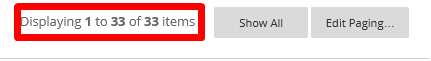 Displaying 1 to 33 of 33 items Show All Edit Paging...